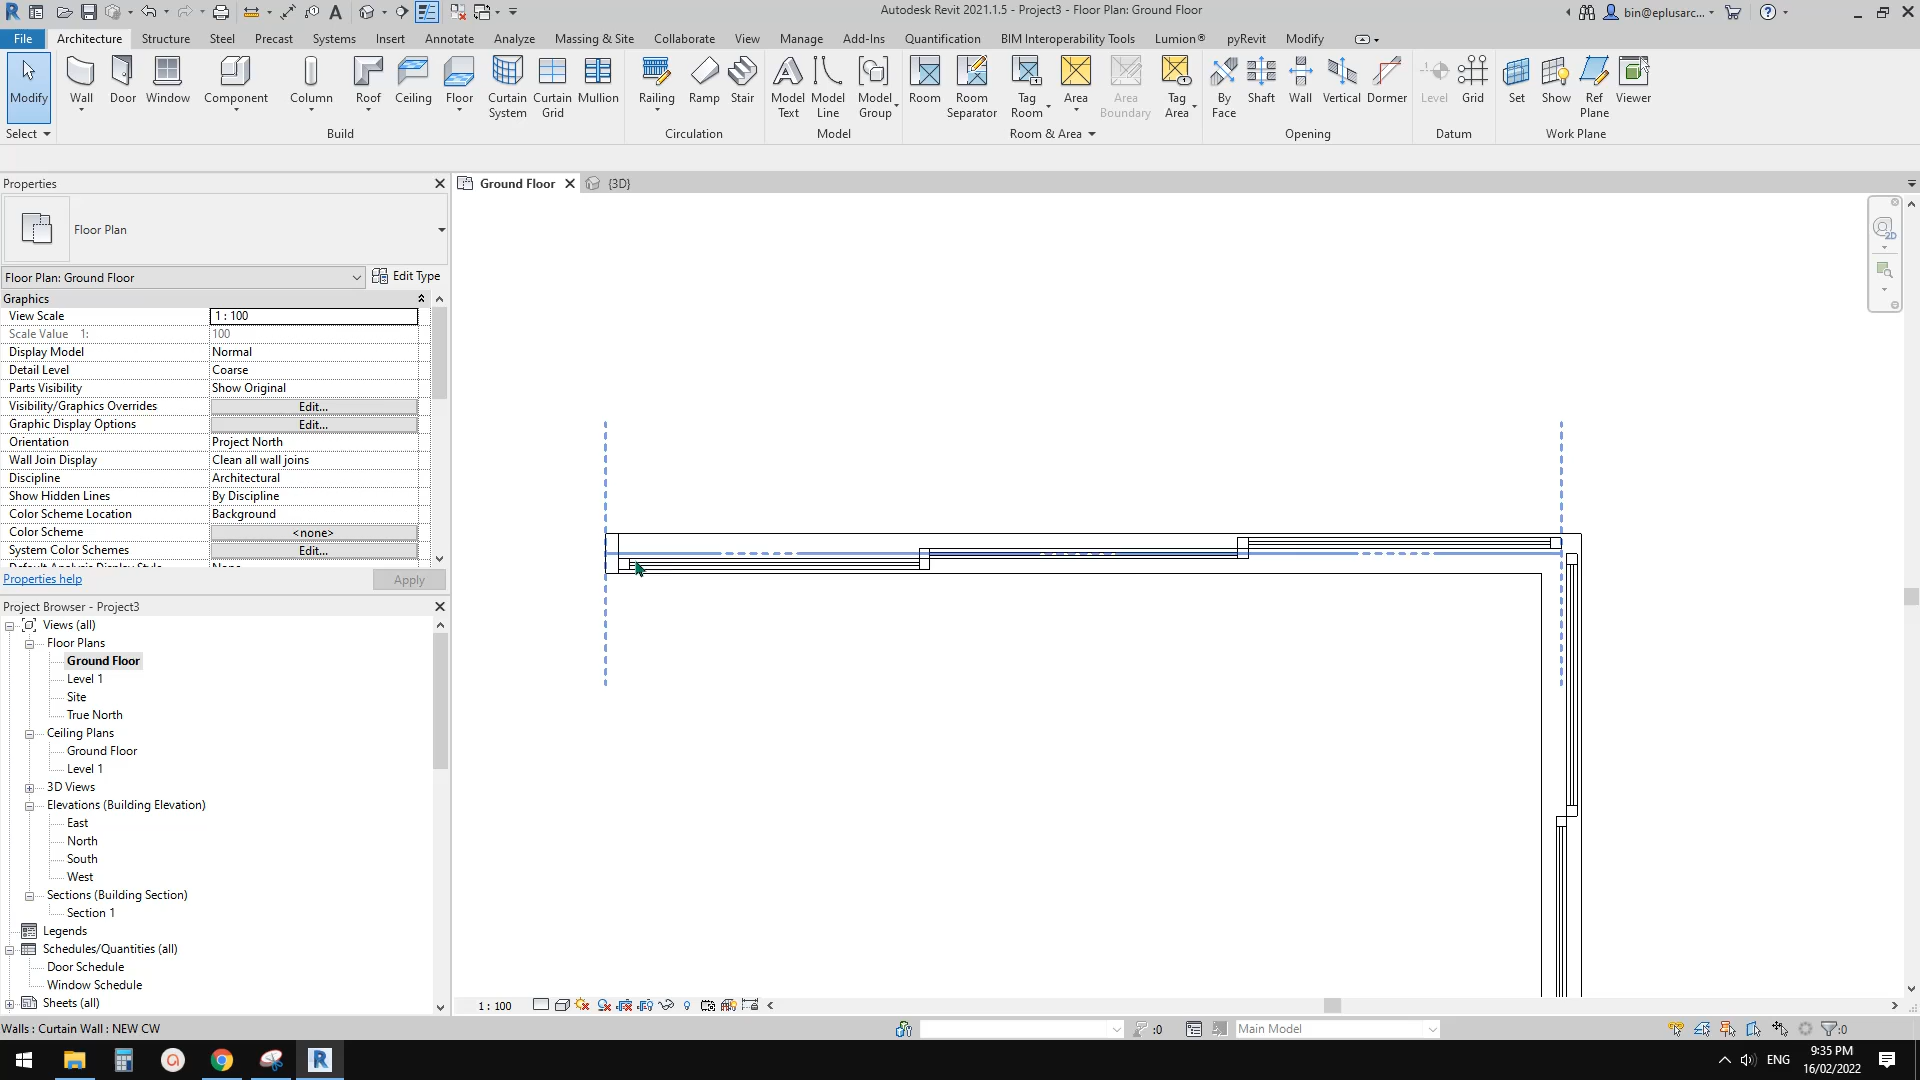 Autodesk Revit 2021.1.5 - Project3 - Floor Plan: Ground Floor
bin@eplusarc...
File Architecture Structure Steel Precast Systems Insert Annotate Analyze Massing & Site Collaborate View Manage Add-Ins Quantification BIM Interoperability Tools Lumion® pyRevit Modify
Modify Wall Door Window Component Column Roof Ceiling Floor Curtain System Curtain Grid Mullion Railing Ramp Stair Model Text Model Line Model Group Room Room Separator Tag Room Area Area Boundary Tag Area By Face Shaft Wall Vertical Dormer Level Grid Set Show Ref Plane Viewer
Select Build Circulation Model Room & Area Opening Datum Work Plane
Properties
Ground Floor {3D}
Floor Plan
Floor Plan: Ground Floor Edit Type
Graphics
View Scale 1 : 100
Scale Value 1: 100
Display Model Normal
Detail Level Coarse
Parts Visibility Show Original
Visibility/Graphics Overrides Edit...
Graphic Display Options Edit...
Orientation Project North
Wall Join Display Clean all wall joins
Discipline Architectural
Show Hidden Lines By Discipline
Color Scheme Location Background
Color Scheme <none>
System Color Schemes Edit...
Properties help Apply
Project Browser - Project3
Views (all)
Floor Plans
Ground Floor
Level 1
Site
True North
Ceiling Plans
Ground Floor
Level 1
3D Views
Elevations (Building Elevation)
East
North
South
West
Sections (Building Section)
Section 1
Legends
Schedules/Quantities (all)
Door Schedule
Window Schedule
Sheets (all)
1 : 100
Walls : Curtain Wall : NEW CW
:0
Main Model
:0
ENG
9:35 PM
16/02/2022